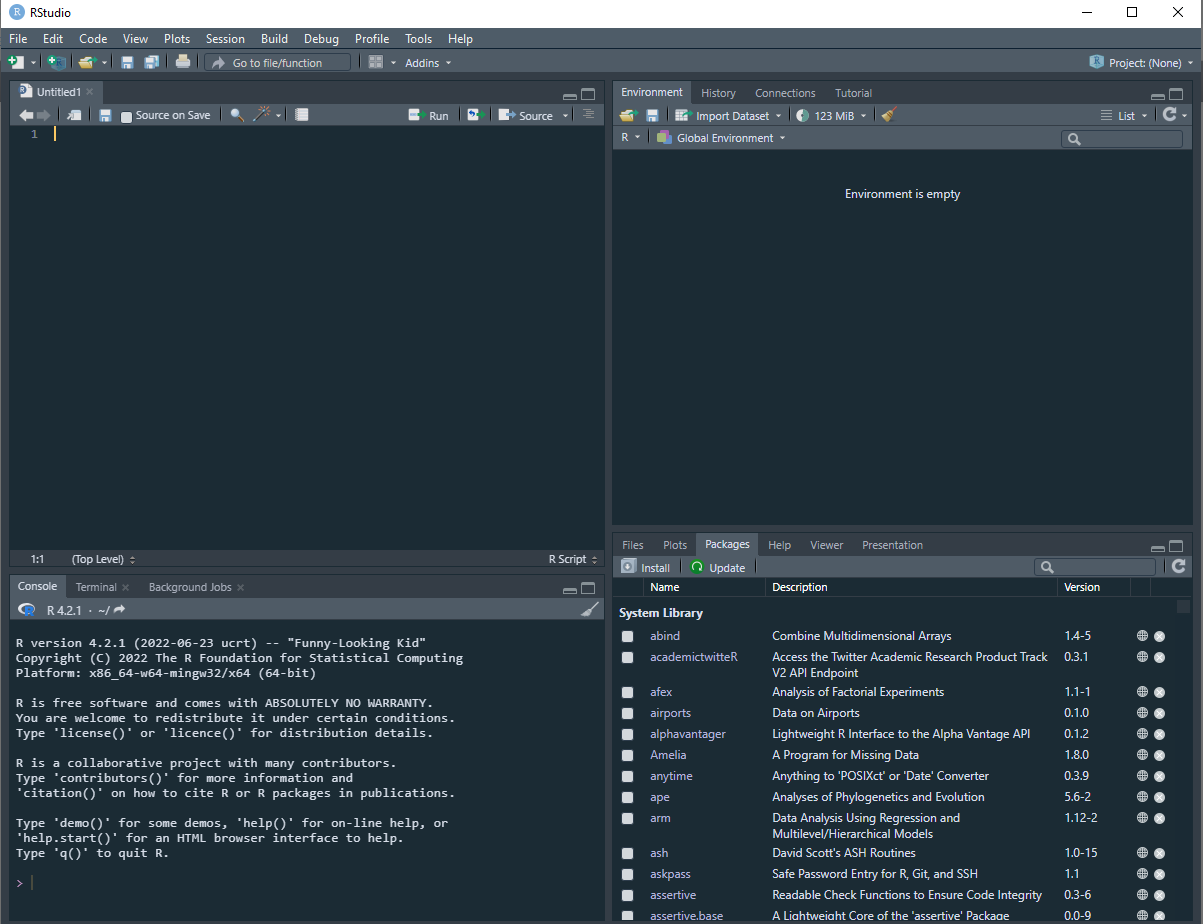 RStudio
File Edit Code View Plots Session Build Debug Profile Tools Help
Go to file/function Addins Project: (None)
Untitled1
Source on Save Run Source
1
1:1 (Top Level) R Script
Console Terminal Background Jobs
R 4.2.1 · ~/
R version 4.2.1 (2022-06-23 ucrt) -- "Funny-Looking Kid"
Copyright (C) 2022 The R Foundation for Statistical Computing
Platform: x86_64-w64-mingw32/x64 (64-bit)
R is free software and comes with ABSOLUTELY NO WARRANTY.
You are welcome to redistribute it under certain conditions.
Type 'license()' or 'licence()' for distribution details.
R is a collaborative project with many contributors.
Type 'contributors()' for more information and
'citation()' on how to cite R or R packages in publications.
Type 'demo()' for some demos, 'help()' for on-line help, or
'help.start()' for an HTML browser interface to help.
Type 'q()' to quit R.
>
Environment History Connections Tutorial
Import Dataset 123 MiB List
R Global Environment
Environment is empty
Files Plots Packages Help Viewer Presentation
Install Update
Name Description Version
System Library
abind Combine Multidimensional Arrays 1.4-5
academictwitteR Access the Twitter Academic Research Product Track 0.3.1
V2 API Endpoint
afex Analysis of Factorial Experiments 1.1-1
airports Data on Airports 0.1.0
alphavantager Lightweight R Interface to the Alpha Vantage API 0.1.2
Amelia A Program for Missing Data 1.8.0
anytime Anything to 'POSIXct' or 'Date' Converter 0.3.9
ape Analyses of Phylogenetics and Evolution 5.6-2
arm Data Analysis Using Regression and 1.12-2
Multilevel/Hierarchical Models
ash David Scott's ASH Routines 1.0-15
askpass Safe Password Entry for R, Git, and SSH 1.1
assertive Readable Check Functions to Ensure Code Integrity 0.3-6
assertive.base A Lightweight Core of the 'assertive' Package 0.0-9